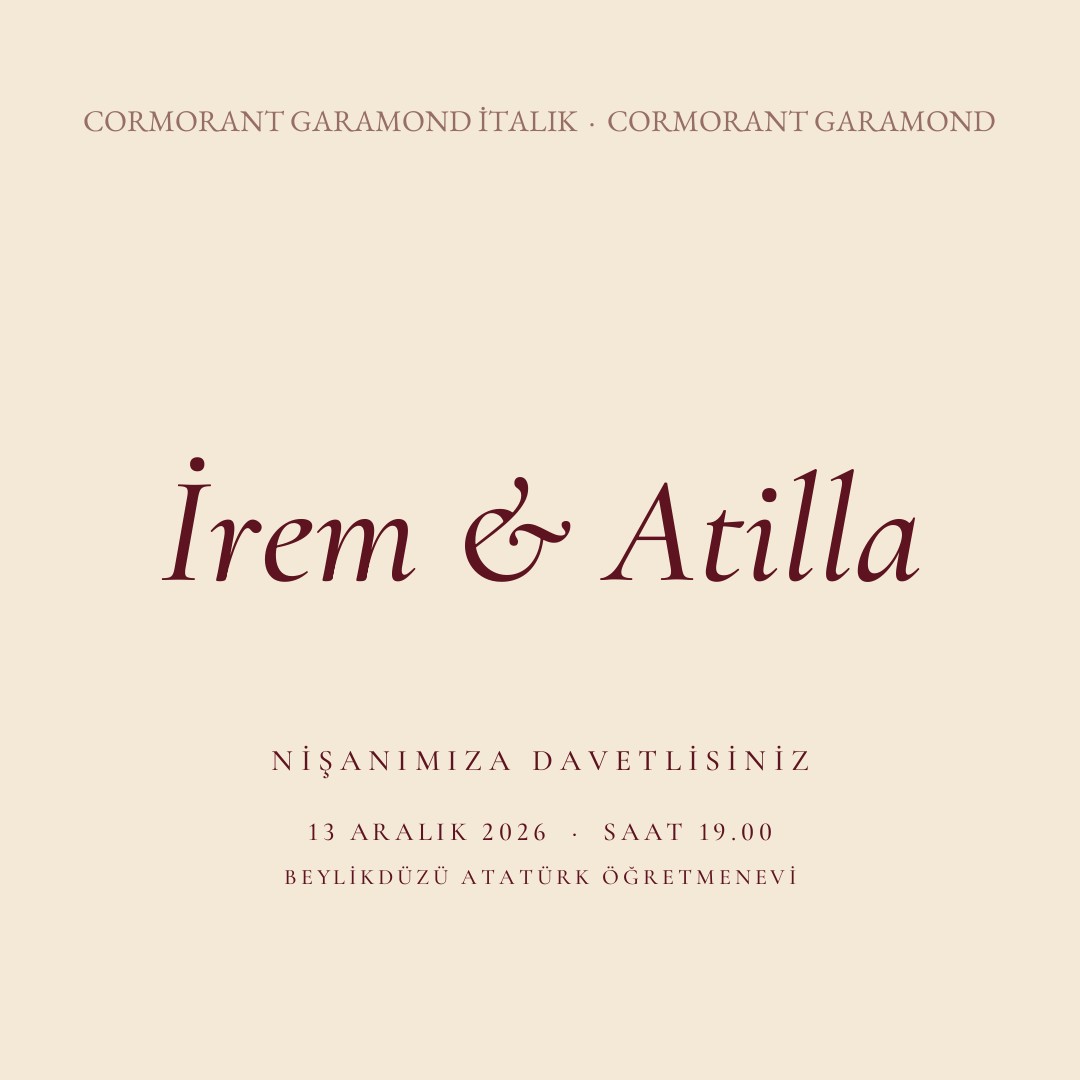 CORMORANT GARAMOND İTALIK · CORMORANT GARAMOND
İrem & Atilla
NİŞANIMIZA DAVETLİSİNİZ
13 ARALIK 2026 · SAAT 19.00
BEYLİKDÜZÜ ATATÜRK ÖĞRETMENEVİ